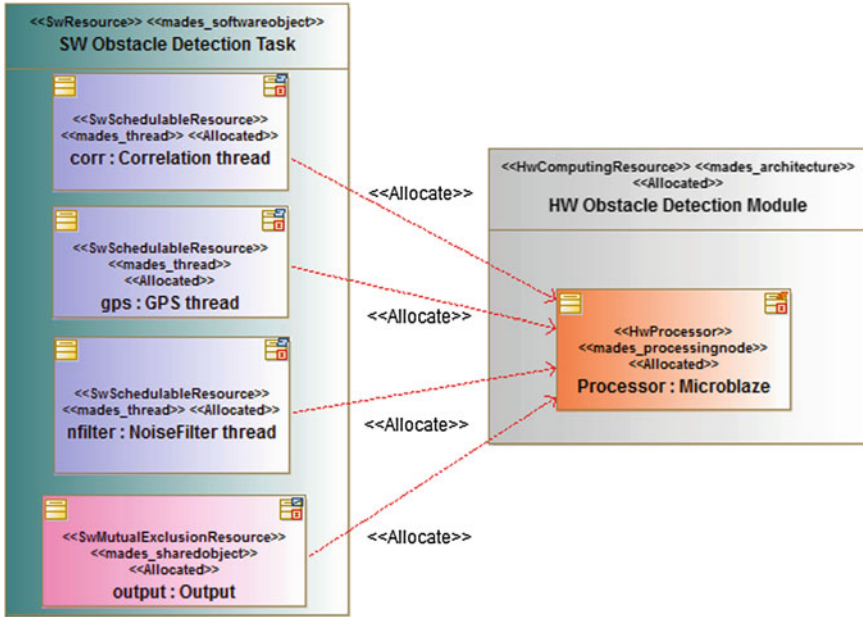 <<SwResource>> <<mades_softwareobject>>
SW Obstacle Detection Task
<<SwSchedulableResource>>
<<mades_thread>> <<Allocated>>
corr : Correlation thread
<<SwSchedulableResource>>
<<mades_thread>>
<<Allocated>>
gps : GPS thread
<<SwSchedulableResource>>
<<mades_thread>> <<Allocated>>
nfilter : NoiseFilter thread
<<SwMutualExclusionResource>>
<<mades_sharedobject>>
<<Allocated>>
output : Output
<<Allocate>>
<<Allocate>>
<<Allocate>>
<<Allocate>>
<<HwComputingResource>> <<mades_architecture>>
<<Allocated>>
HW Obstacle Detection Module
<<HwProcessor>>
<<mades_processingnode>>
<<Allocated>>
Processor : Microblaze